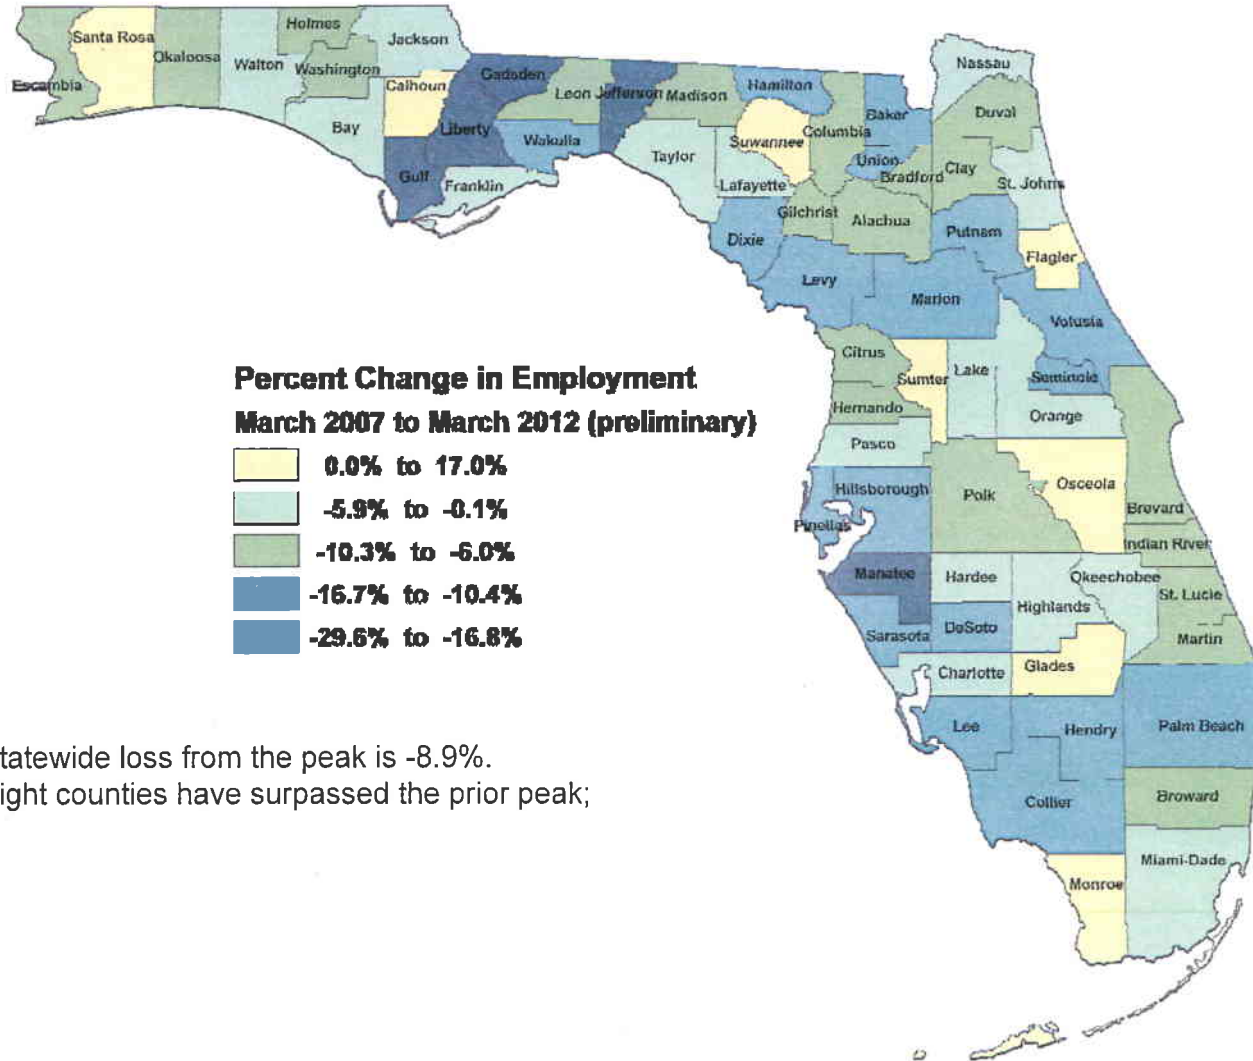 Santa Rosa
Holmes
Jackson
Okaloosa
Walton
Washington
Escambia
Calhoun
Bay
Gadsden
Leon
Jefferson
Madison
Hamilton
Nassau
Liberty
Wakulla
Gulf
Franklin
Taylor
Suwannee
Lafayette
Columbia
Baker
Duval
Union
Bradford
Clay
St. Johns
Gilchrist
Alachua
Dixie
Putnam
Flagler
Levy
Marion
Volusia
Citrus
Sumter
Lake
Seminole
Hernando
Orange
Pasco
Hillsborough
Pinellas
Polk
Osceola
Brevard
Indian River
Manatee
Hardee
Okeechobee
Highlands
St. Lucie
Sarasota
DeSoto
Martin
Charlotte
Glades
Lee
Hendry
Palm Beach
Collier
Broward
Miami-Dade
Monroe
Percent Change in Employment
March 2007 to March 2012 (preliminary)
0.0% to 17.0%
-5.9% to -0.1%
-10.3% to -6.0%
-16.7% to -10.4%
-29.6% to -16.8%
tatewide loss from the peak is -8.9%.
ight counties have surpassed the prior peak;